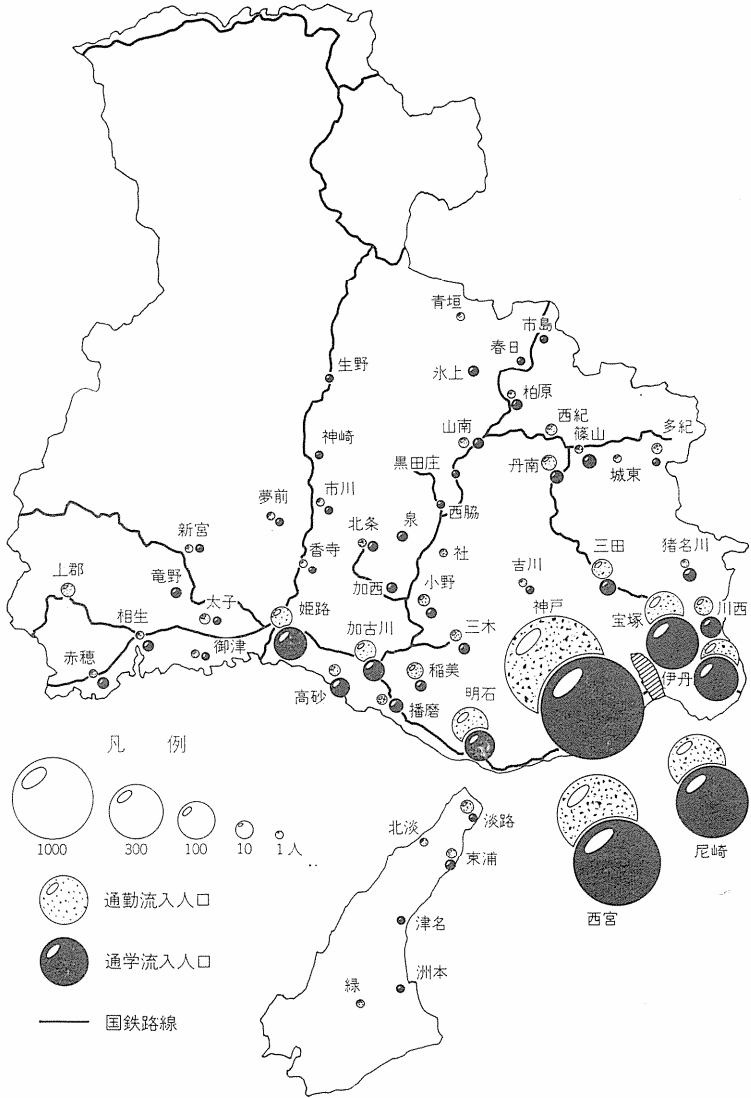 青垣
市島
春日
氷上
生野
柏原
西紀
多紀
山南
篠山
神崎
黒田庄
丹南
城東
市川
夢前
西脇
北条
泉
新宮
社
三田
猪名川
香寺
上郡
竜野
加西
小野
吉川
太子
姫路
神戸
宝塚
川西
相生
加古川
三木
御津
赤穂
稲美
伊丹
高砂
明石
播磨
凡 例
1000
300
100
10
1人
北淡
淡路
東浦
尼崎
通勤流入人口
西宮
津名
通学流入人口
洲本
緑
国鉄路線